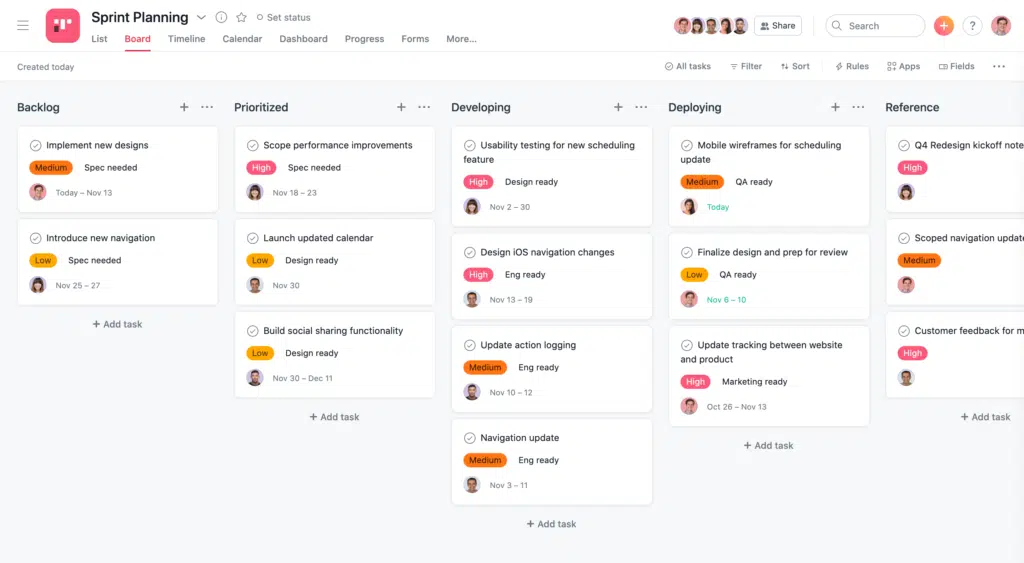 Sprint Planning
Set status
Share
Search
?
List Board Timeline Calendar Dashboard Progress Forms More...
Created today
All tasks Filter Sort Rules Apps Fields
Backlog
Implement new designs
Medium Spec needed
Today – Nov 13
Introduce new navigation
Low Spec needed
Nov 25 – 27
+ Add task
Prioritized
Scope performance improvements
High Spec needed
Nov 18 – 23
Launch updated calendar
Low Design ready
Nov 30
Build social sharing functionality
Low Design ready
Nov 30 – Dec 11
+ Add task
Developing
Usability testing for new scheduling
feature
High Design ready
Nov 2 – 30
Design iOS navigation changes
High Eng ready
Nov 13 – 19
Update action logging
Medium Eng ready
Nov 10 – 12
Navigation update
Medium Eng ready
Nov 3 – 11
+ Add task
Deploying
Mobile wireframes for scheduling
update
Medium QA ready
Today
Finalize design and prep for review
Low QA ready
Nov 6 – 10
Update tracking between website
and product
High Marketing ready
Oct 26 – Nov 13
+ Add task
Reference
Q4 Redesign kickoff note
High
Scoped navigation update
Medium
Customer feedback for m
High
+ Add task